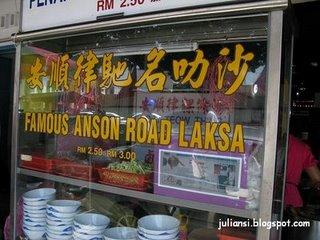 PENA
RM 2.50
安順律馳名叻沙
FAMOUS ANSON ROAD LAKSA
RM 2.50 RM 3.00
juliansi.blogspot.com